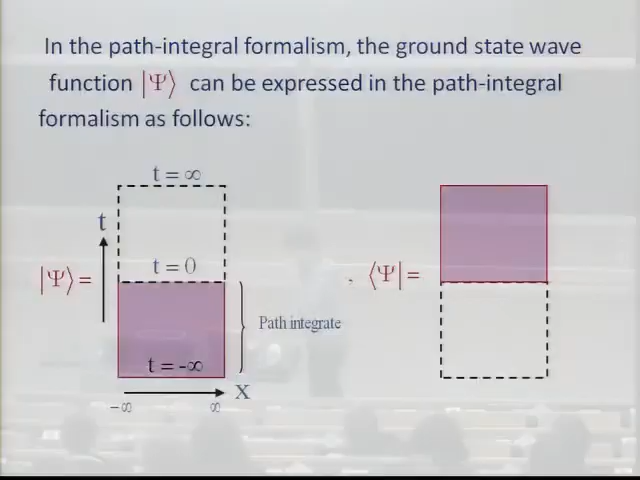 In the path-integral formalism, the ground state wave
function |Ψ⟩ can be expressed in the path-integral
formalism as follows:
t = ∞
t
t = 0
|Ψ⟩ =
, ⟨Ψ| =
Path integrate
t = -∞
X
−∞
∞